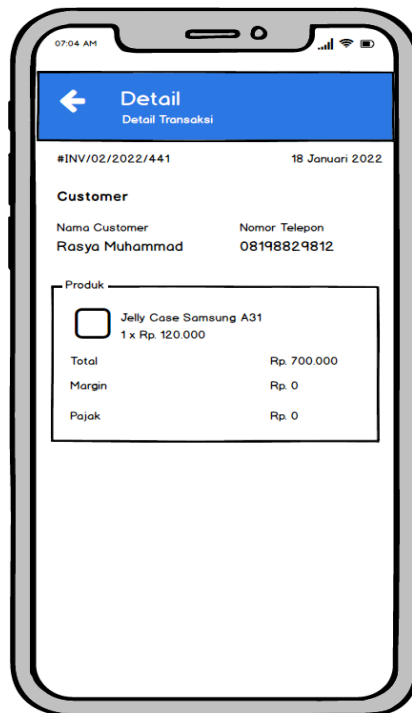 07:04 AM
Detail
Detail Transaksi
#INV/02/2022/441 18 Januari 2022
Customer
Nama Customer Nomor Telepon
Rasya Muhammad 08198829812
Produk
Jelly Case Samsung A31
1 x Rp. 120.000
Total Rp. 700.000
Margin Rp. 0
Pajak Rp. 0